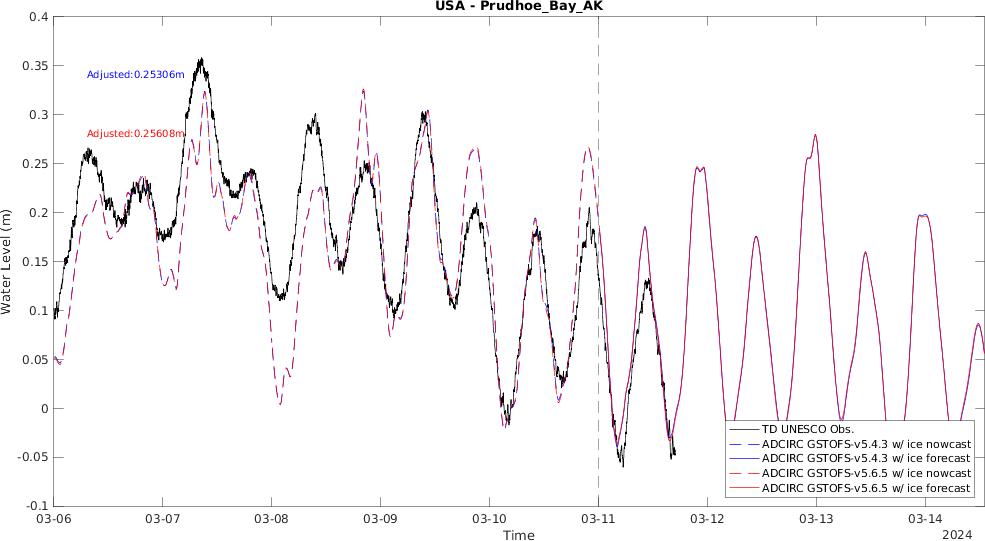 USA - Prudhoe_Bay_AK
0.4
0.35
0.3
0.25
0.2
0.15
0.1
0.05
0
-0.05
-0.1
Water Level (m)
Adjusted:0.25306m
Adjusted:0.25608m
TD UNESCO Obs.
ADCIRC GSTOFS-v5.4.3 w/ ice nowcast
ADCIRC GSTOFS-v5.4.3 w/ ice forecast
ADCIRC GSTOFS-v5.6.5 w/ ice nowcast
ADCIRC GSTOFS-v5.6.5 w/ ice forecast
03-06 03-07 03-08 03-09 03-10 03-11 03-12 03-13 03-14
Time
2024